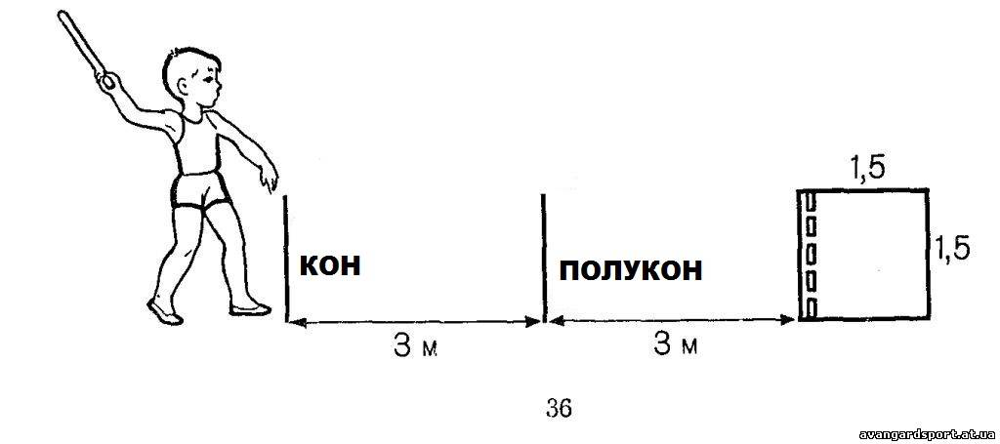 1,5
1,5
КОН
ПОЛУКОН
3 м
3 м
36
avangardsport.at.ua